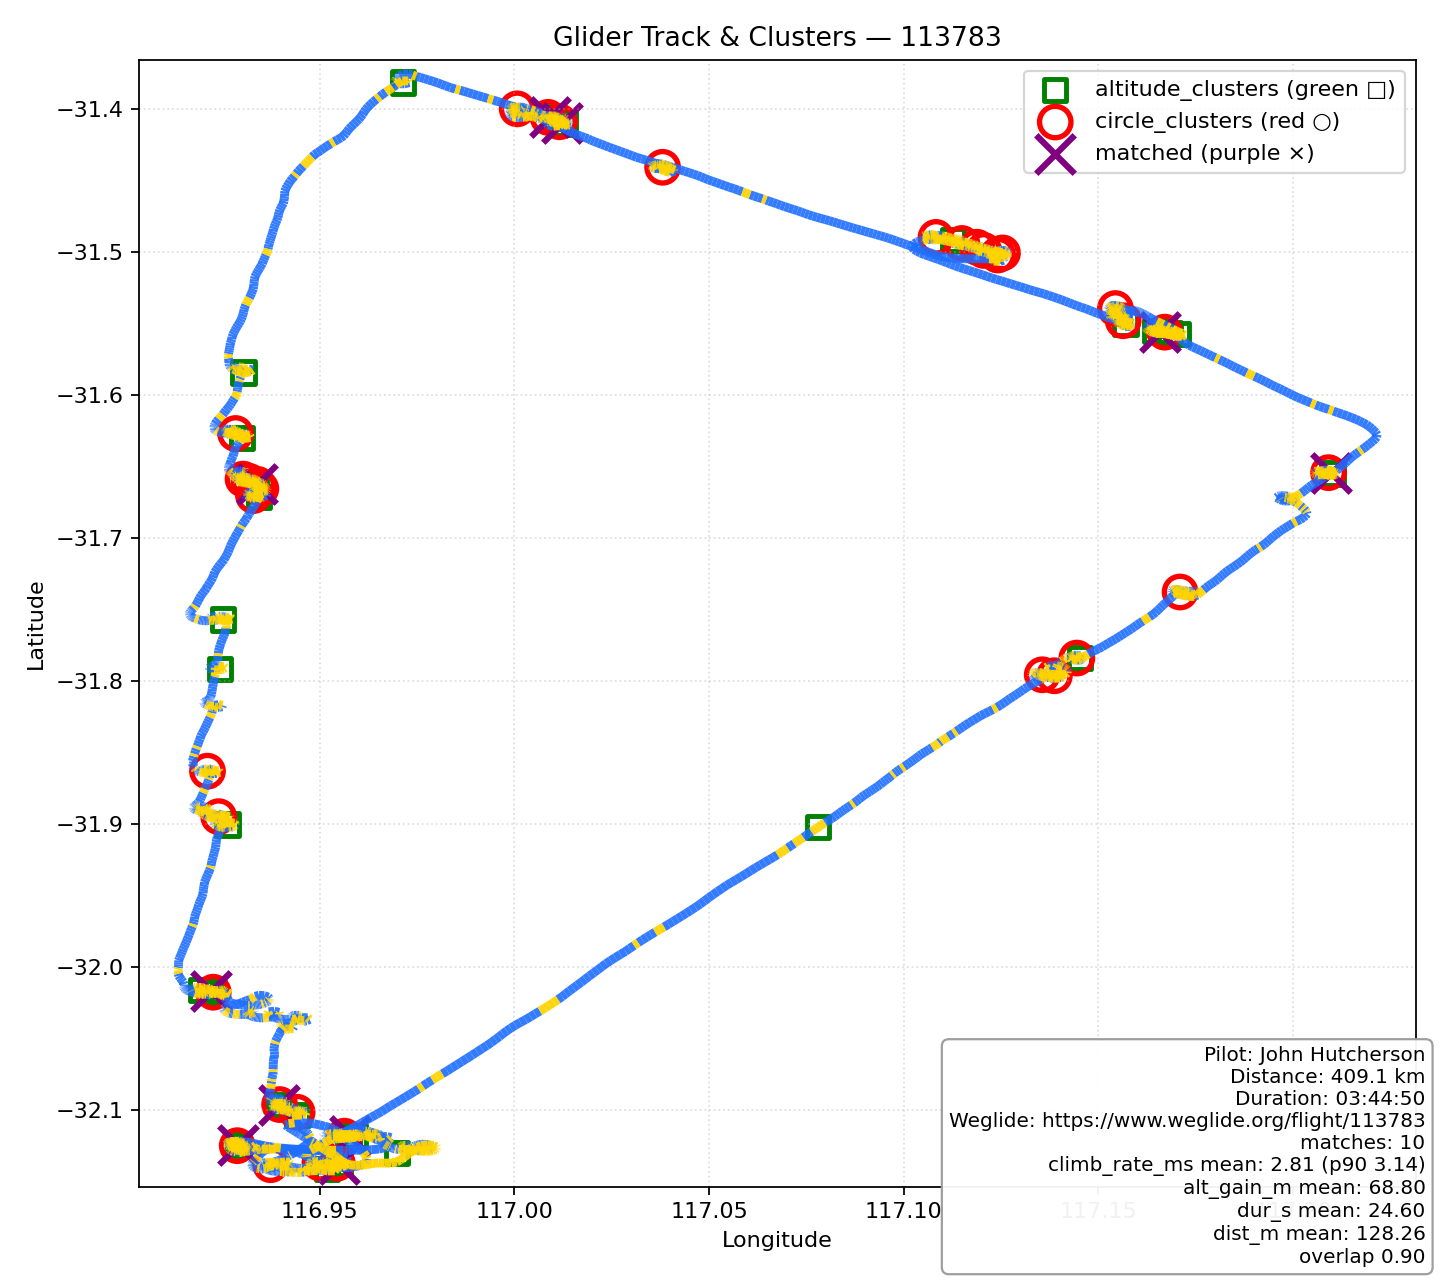 Glider Track & Clusters — 113783
altitude_clusters (green □)
circle_clusters (red ○)
matched (purple ×)
Latitude
−31.4
−31.5
−31.6
−31.7
−31.8
−31.9
−32.0
−32.1
116.95
117.00
117.05
117.10
117.15
Longitude
Pilot: John Hutcherson
Distance: 409.1 km
Duration: 03:44:50
Weglide: https://www.weglide.org/flight/113783
matches: 10
climb_rate_ms mean: 2.81 (p90 3.14)
alt_gain_m mean: 68.80
dur_s mean: 24.60
dist_m mean: 128.26
overlap 0.90